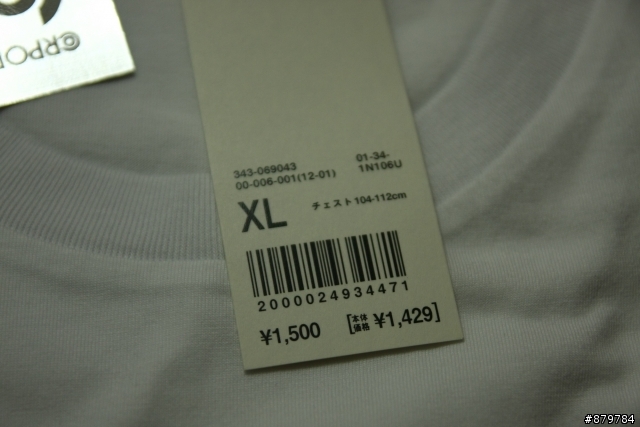 ©RPO
343-069043 01-34-
00-006-001(12-01) 1N106U
XL チェスト104-112cm
2000024934471
¥1,500 [本体価格 ¥1,429]
#879784